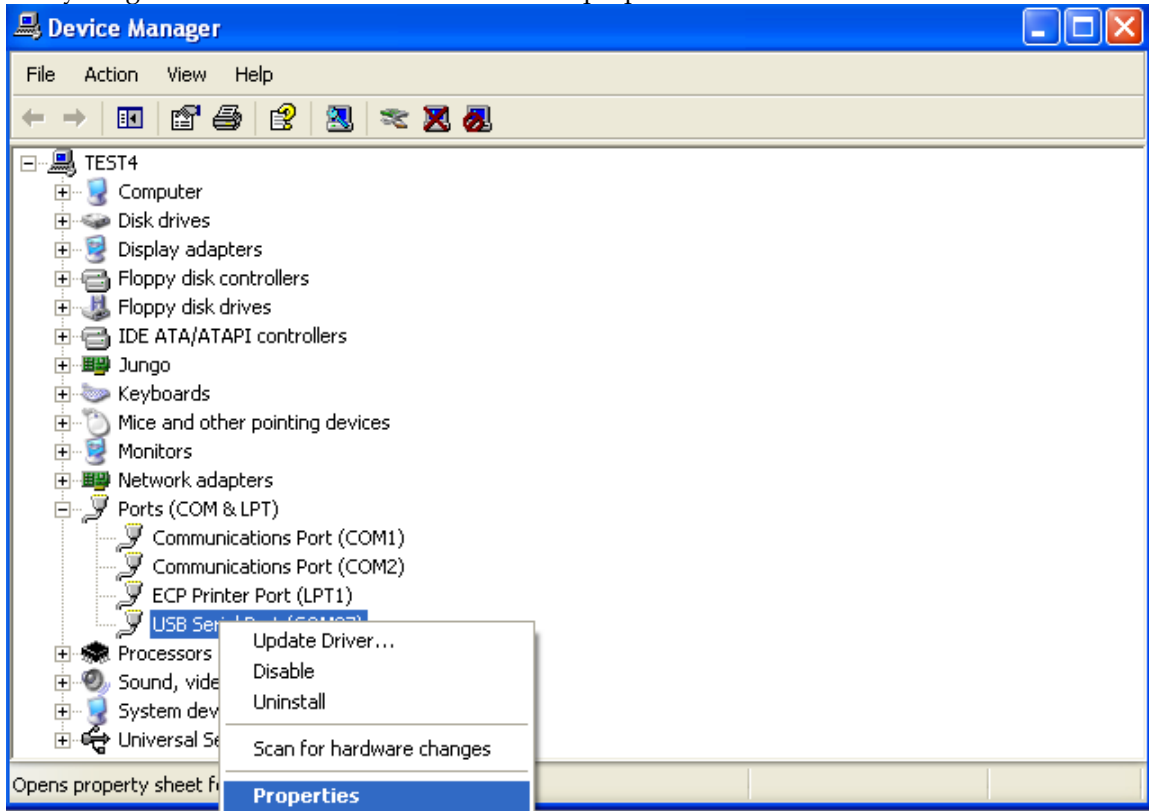 Device Manager
File Action View Help
TEST4
Computer
Disk drives
Display adapters
Floppy disk controllers
Floppy disk drives
IDE ATA/ATAPI controllers
Jungo
Keyboards
Mice and other pointing devices
Monitors
Network adapters
Ports (COM & LPT)
Communications Port (COM1)
Communications Port (COM2)
ECP Printer Port (LPT1)
USB Ser
Update Driver...
Processors
Disable
Sound, vide
Uninstall
System dev
Universal Se
Scan for hardware changes
Opens property sheet f
Properties